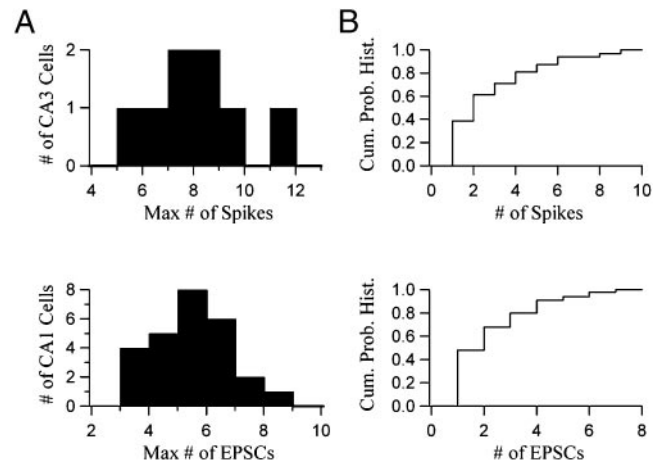 A
B
# of CA3 Cells
2
1
0
4 6 8 10 12
Max # of Spikes
Cum. Prob. Hist.
1.0
0.8
0.6
0.4
0.2
0.0
0 2 4 6 8 10
# of Spikes
# of CA1 Cells
8
6
4
2
0
2 4 6 8 10
Max # of EPSCs
Cum. Prob. Hist.
1.0
0.8
0.6
0.4
0.2
0.0
0 2 4 6 8
# of EPSCs